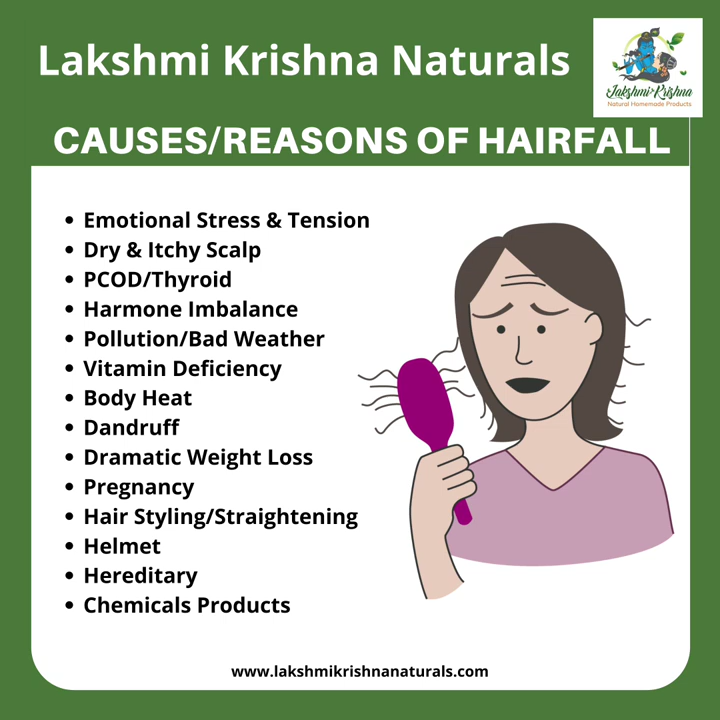 Lakshmi Krishna Naturals
Lakshmi Krishna
Natural Homemade Products
CAUSES/REASONS OF HAIRFALL
• Emotional Stress & Tension
• Dry & Itchy Scalp
• PCOD/Thyroid
• Harmone Imbalance
• Pollution/Bad Weather
• Vitamin Deficiency
• Body Heat
• Dandruff
• Dramatic Weight Loss
• Pregnancy
• Hair Styling/Straightening
• Helmet
• Hereditary
• Chemicals Products
www.lakshmikrishnanaturals.com